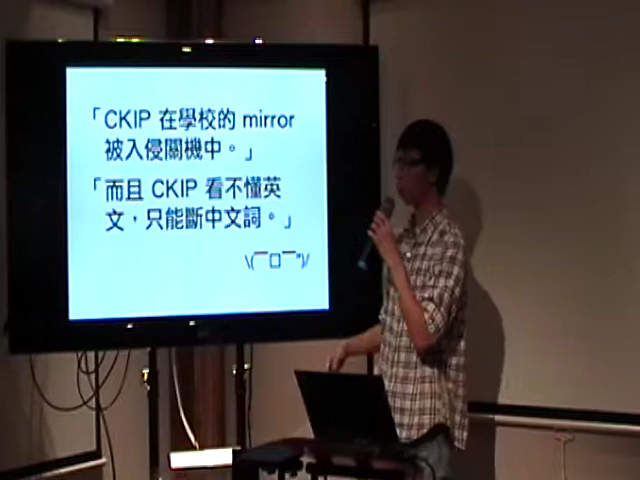 「CKIP 在學校的 mirror
被入侵關機中。」
「而且 CKIP 看不懂英
文，只能斷中文詞。」
\(￣□￣")/